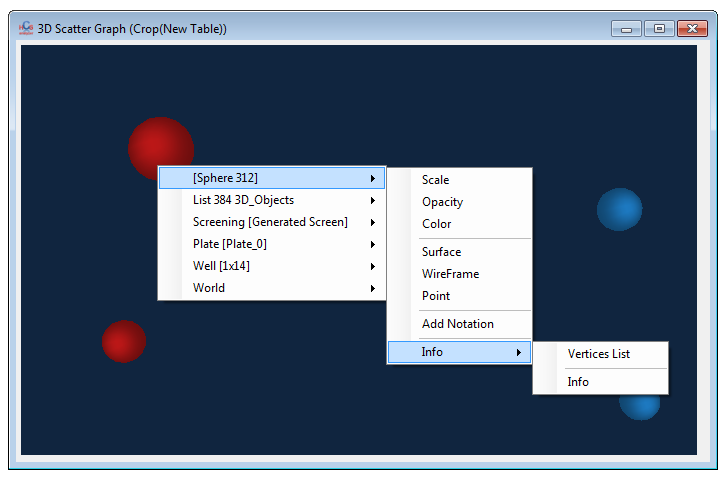 3D Scatter Graph (Crop(New Table))
[Sphere 312]
List 384 3D_Objects
Screening [Generated Screen]
Plate [Plate_0]
Well [1x14]
World
Scale
Opacity
Color
Surface
WireFrame
Point
Add Notation
Info
Vertices List
Info